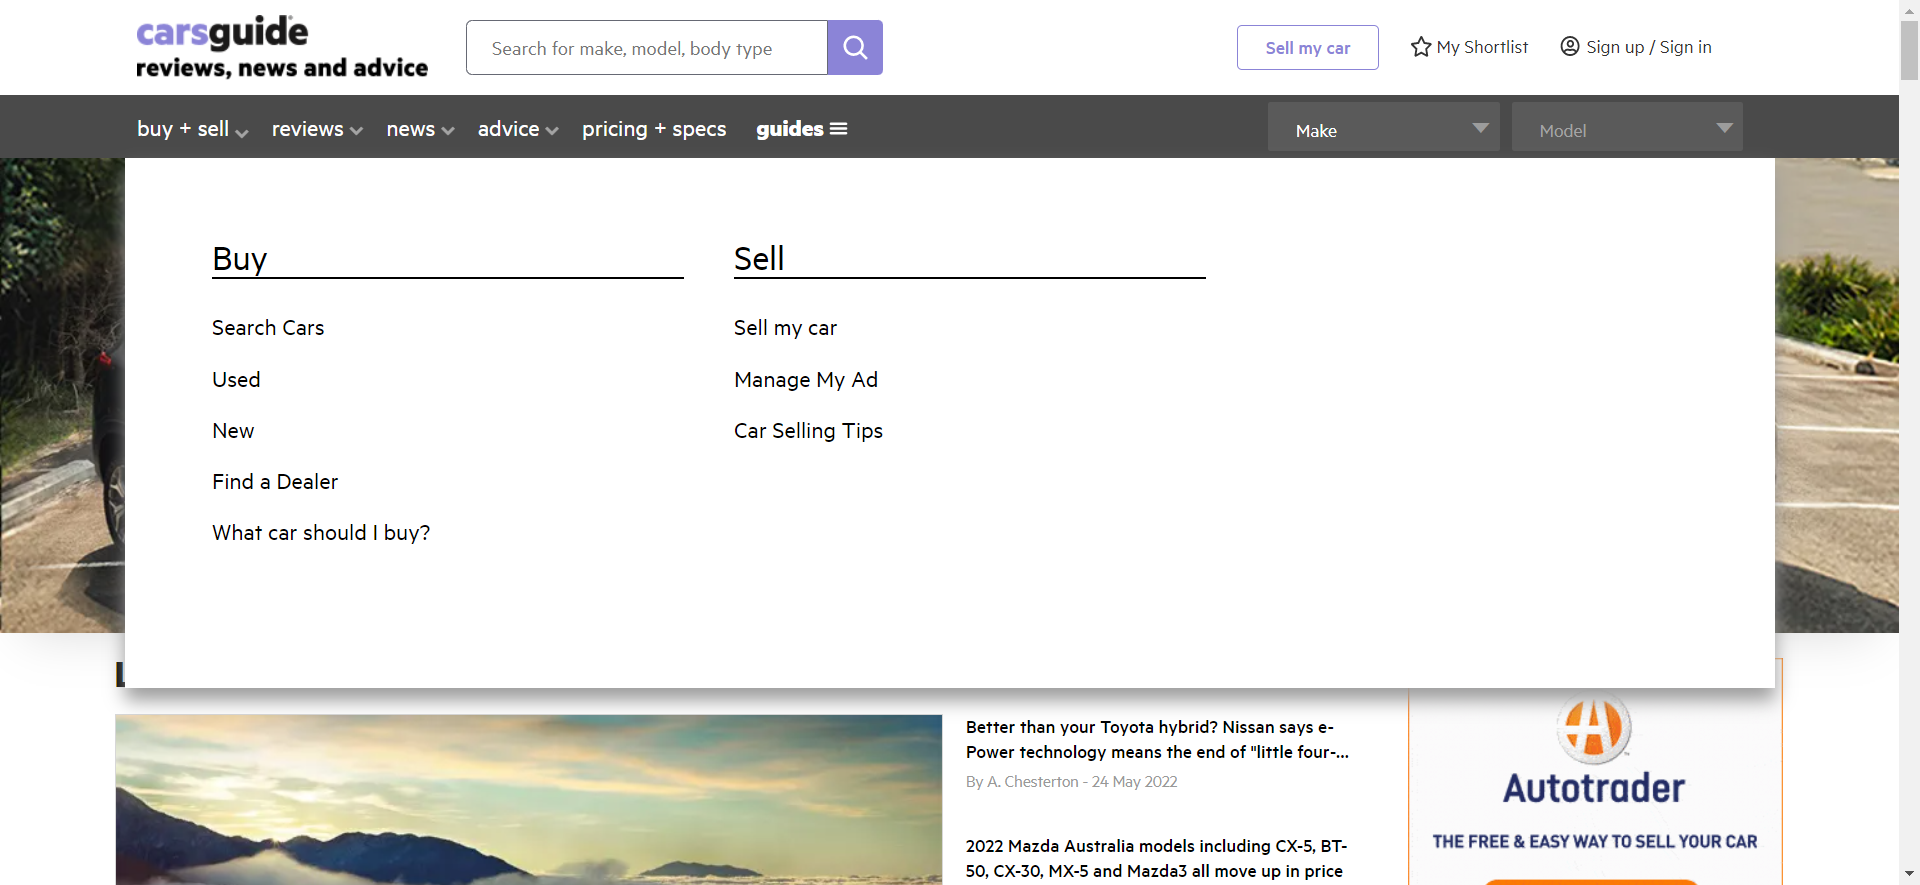 carsguide
reviews, news and advice
Search for make, model, body type
Sell my car
My Shortlist
Sign up / Sign in
buy + sell
reviews
news
advice
pricing + specs
guides
Make
Model
Buy
Search Cars
Used
New
Find a Dealer
What car should I buy?
Sell
Sell my car
Manage My Ad
Car Selling Tips
Better than your Toyota hybrid? Nissan says e-
Power technology means the end of "little four-...
By A. Chesterton - 24 May 2022
2022 Mazda Australia models including CX-5, BT-
50, CX-30, MX-5 and Mazda3 all move up in price
Autotrader
THE FREE & EASY WAY TO SELL YOUR CAR